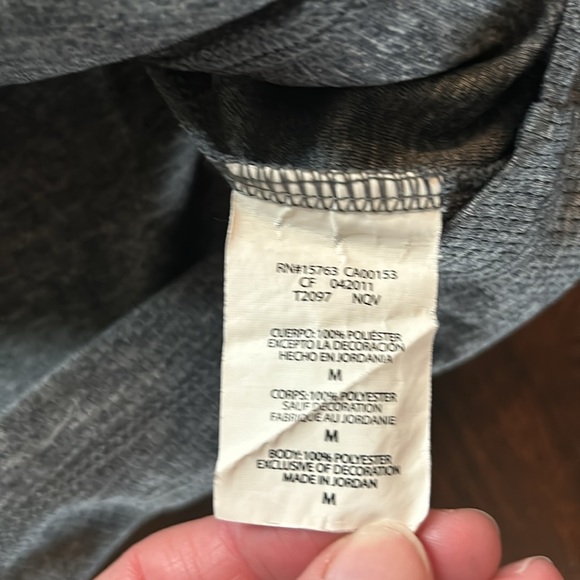 RN#15763 CA00153
CF 042011
T2097 NQV
CUERPO: 100% POLIÉSTER
EXCEPTO LA DECORACIÓN
HECHO EN JORDANIA
M
CORPS: 100% POLYESTER
SAUF DÉCORATION
FABRIQUÉ AU JORDANIE
M
BODY: 100% POLYESTER
EXCLUSIVE OF DECORATION
MADE IN JORDAN
M